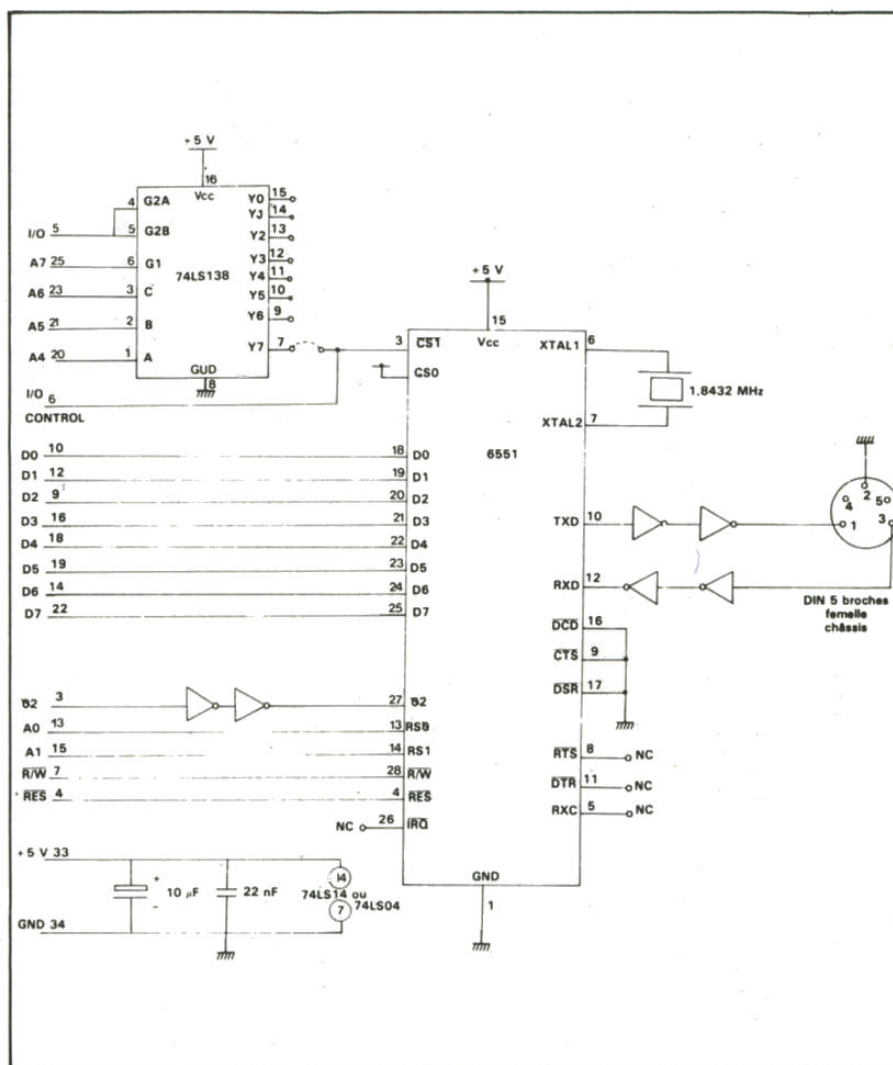 + 5 V
16
Vcc
4 G2A
I/O 5 5 G2B
A7 25 6 G1
A6 23 3 C
A5 21 2 B
A4 20 1 A
74LS138
Y0 15
YJ 14
Y2 13
Y3 12
Y4 11
Y5 10
Y6 9
Y7 7
GUD
8
I/O 6
CONTROL
+ 5 V
15
Vcc
3 CS1
CS0
XTAL1 6
1.8432 MHz
XTAL2 7
6551
D0 10 18 D0
D1 12 19 D1
D2 9 20 D2
D3 16 21 D3
D4 18 22 D4
D5 19 23 D5
D6 14 24 D6
D7 22 25 D7
TXD 10
RXD 12
4 2 5
1 3
DIN 5 broches
femelle
châssis
DCD 16
CTS 9
DSR 17
3 27
A0 13 13 RS0
A1 15 14 RS1
R/W 7 28 R/W
RES 4 4 RES
NC 26 IRQ
RTS 8 NC
DTR 11 NC
RXC 5 NC
GND
1
+ 5 V 33
+ 10 µF
−
22 nF
14
74LS14 ou
7 74LS04
GND 34